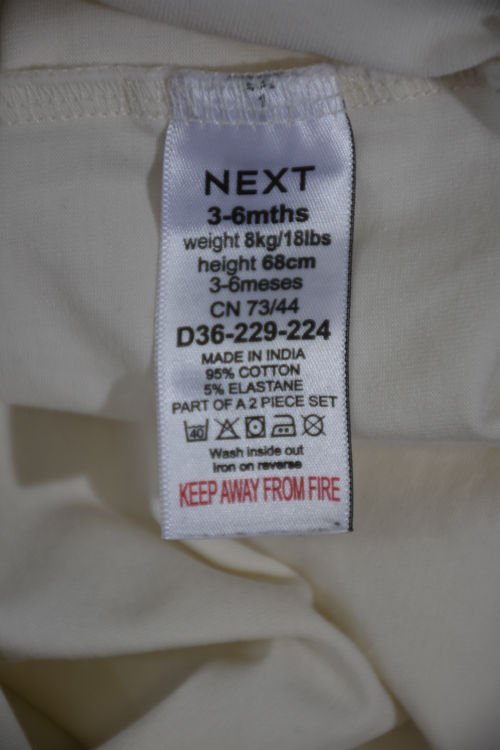 NEXT
3-6mths
weight 8kg/18lbs
height 68cm
3-6meses
CN 73/44
D36-229-224
MADE IN INDIA
95% COTTON
5% ELASTANE
PART OF A 2 PIECE SET
40
Wash inside out
Iron on reverse
KEEP AWAY FROM FIRE